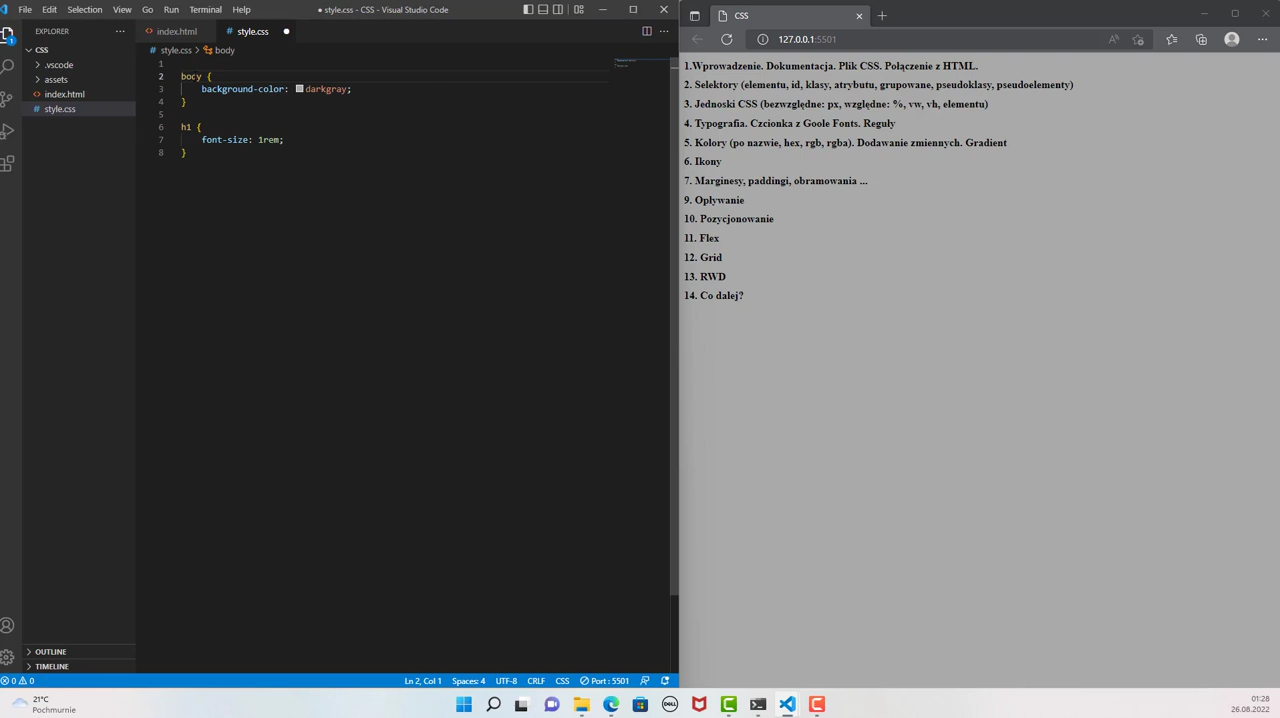 File Edit Selection View Go Run Terminal Help
● style.css - CSS - Visual Studio Code
EXPLORER
CSS
.vscode
assets
index.html
style.css
OUTLINE
TIMELINE
1
index.html
style.css
style.css > body
1
2 body {
3 background-color: darkgray;
4 }
5
6 h1 {
7 font-size: 1rem;
8 }
0 0
Ln 2, Col 1 Spaces: 4 UTF-8 CRLF CSS Port : 5501
CSS
127.0.0.1:5501
1.Wprowadzenie. Dokumentacja. Plik CSS. Połączenie z HTML.
2. Selektory (elementu, id, klasy, atrybutu, grupowane, pseudoklasy, pseudoelementy)
3. Jednoski CSS (bezwzględne: px, względne: %, vw, vh, elementu)
4. Typografia. Czcionka z Goole Fonts. Reguły
5. Kolory (po nazwie, hex, rgb, rgba). Dodawanie zmiennych. Gradient
6. Ikony
7. Marginesy, paddingi, obramowania ...
9. Opływanie
10. Pozycjonowanie
11. Flex
12. Grid
13. RWD
14. Co dalej?
21°C
Pochmurnie
DELL
01:28
26.08.2022